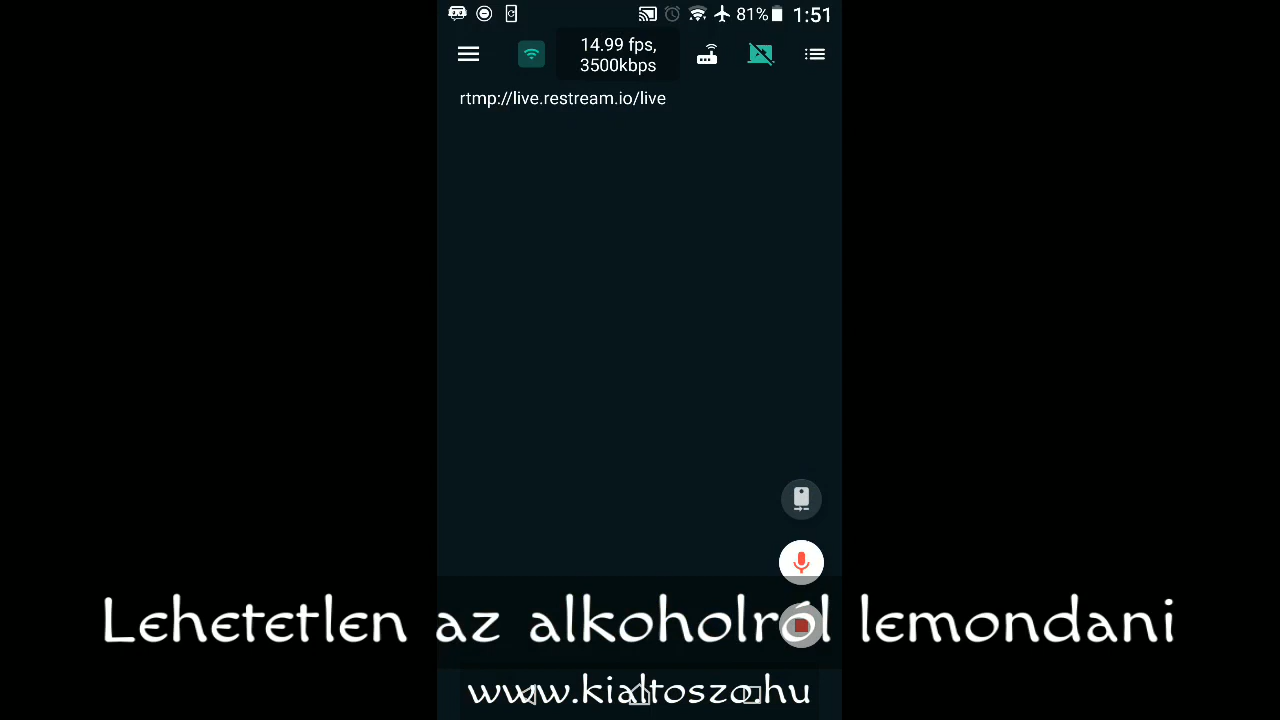 81% 1:51
14.99 fps,
3500kbps
rtmp://live.restream.io/live
Lehetetlen az alkoholról lemondani
www.kialtoszo.hu